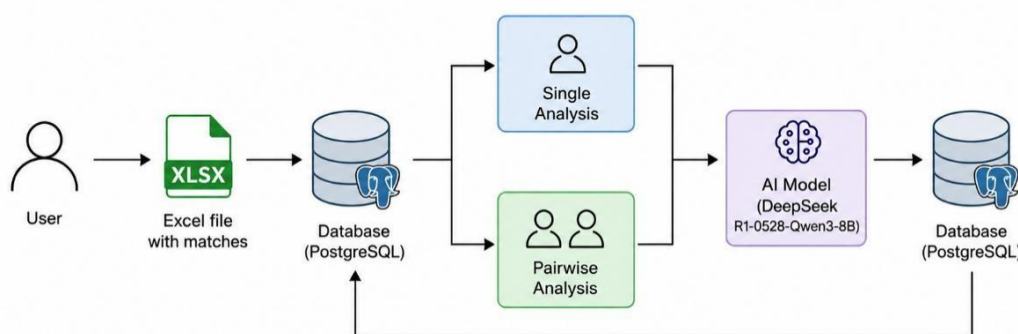 User
XLSX
Excel file
with matches
Database
(PostgreSQL)
Single
Analysis
Pairwise
Analysis
AI Model
(DeepSeek
R1-0528-Qwen3-8B)
Database
(PostgreSQL)